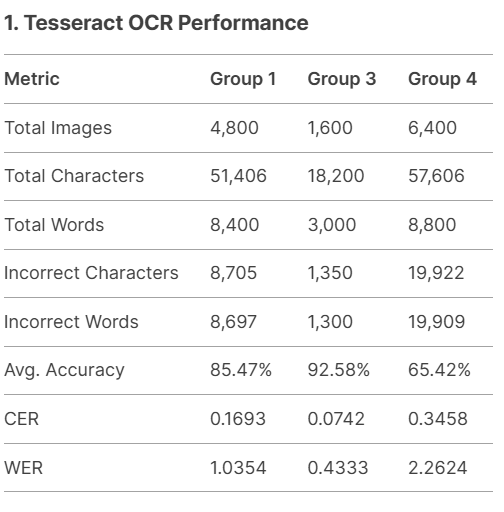 1. Tesseract OCR Performance
Metric Group 1 Group 3 Group 4
Total Images 4,800 1,600 6,400
Total Characters 51,406 18,200 57,606
Total Words 8,400 3,000 8,800
Incorrect Characters 8,705 1,350 19,922
Incorrect Words 8,697 1,300 19,909
Avg. Accuracy 85.47% 92.58% 65.42%
CER 0.1693 0.0742 0.3458
WER 1.0354 0.4333 2.2624